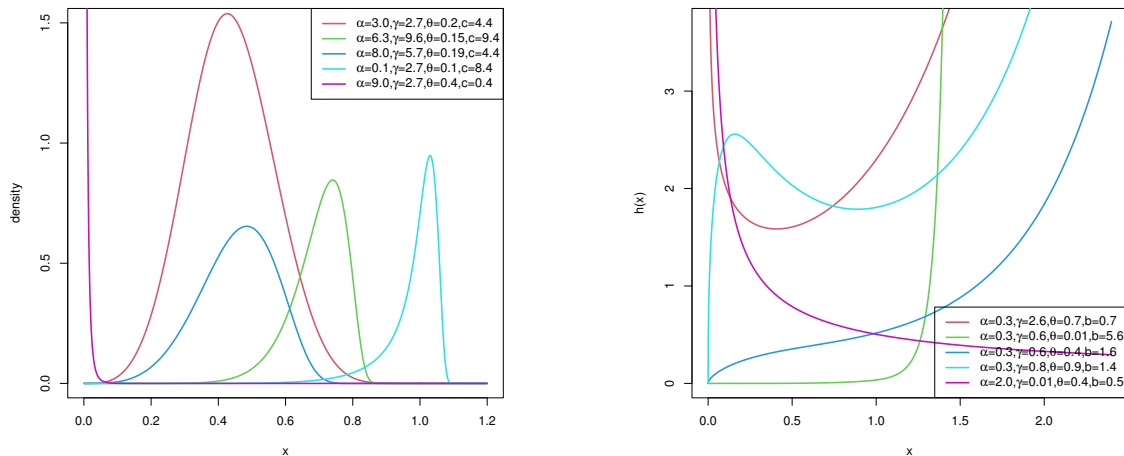 α=3.0,γ=2.7,θ=0.2,c=4.4
α=6.3,γ=9.6,θ=0.15,c=9.4
α=8.0,γ=5.7,θ=0.19,c=4.4
α=0.1,γ=2.7,θ=0.1,c=8.4
α=9.0,γ=2.7,θ=0.4,c=0.4
1.5
1.0
0.5
0.0
density
0.0 0.2 0.4 0.6 0.8 1.0 1.2
x
3
2
1
0
h(x)
α=0.3,γ=2.6,θ=0.7,b=0.7
α=0.3,γ=0.6,θ=0.01,b=5.6
α=0.3,γ=0.6,θ=0.4,b=1.6
α=0.3,γ=0.8,θ=0.9,b=1.4
α=2.0,γ=0.01,θ=0.4,b=0.5
0.0 0.5 1.0 1.5 2.0
x